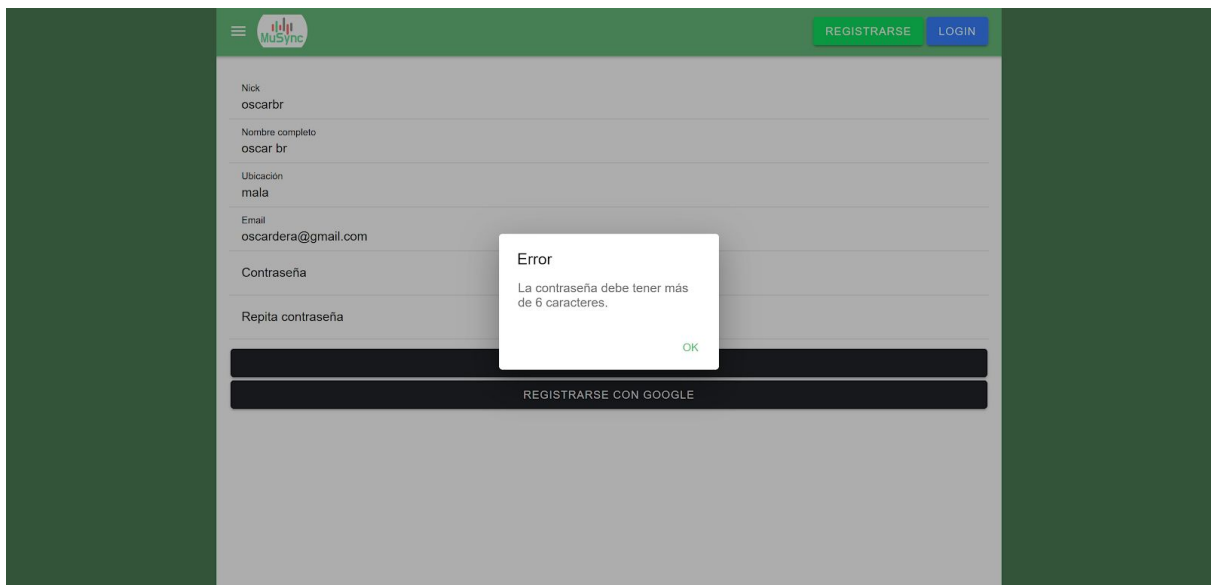 MuSync
REGISTRARSE
LOGIN
Nick
oscarbr
Nombre completo
oscar br
Ubicación
mala
Email
oscardera@gmail.com
Contraseña
Repita contraseña
Error
La contraseña debe tener más
de 6 caracteres.
OK
REGISTRARSE CON GOOGLE